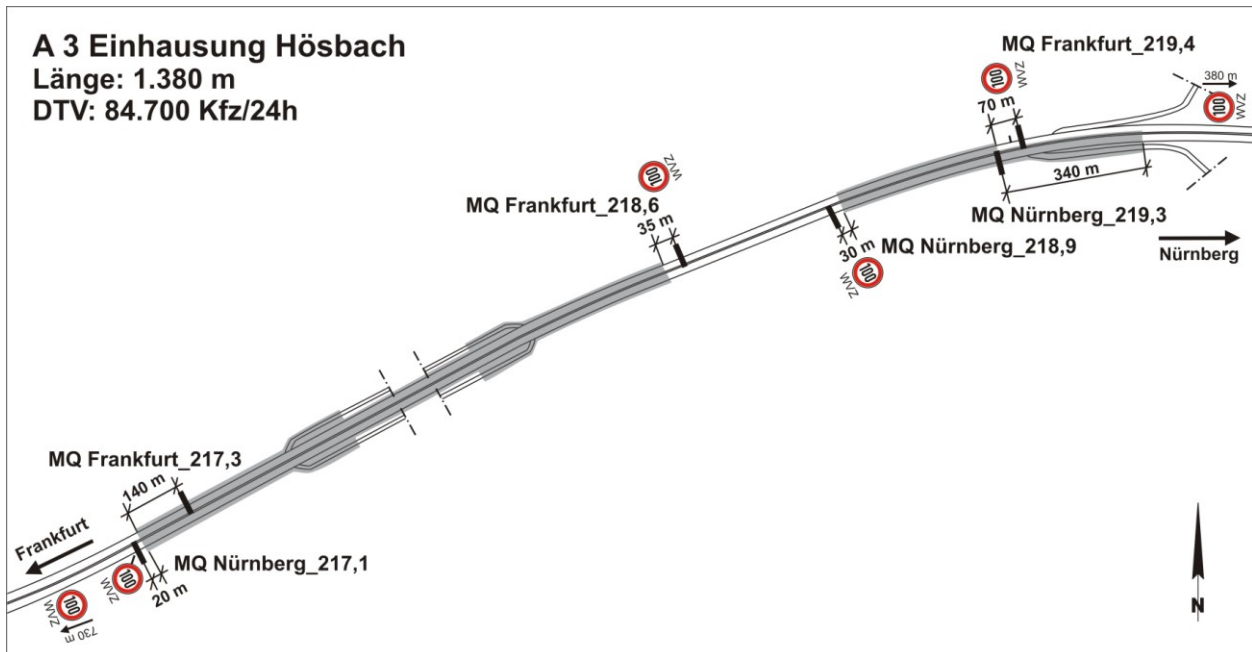 A 3 Einhausung Hösbach
Länge: 1.380 m
DTV: 84.700 Kfz/24h
MQ Frankfurt_219,4
100
WVZ
70 m
380 m
100
WVZ
340 m
MQ Nürnberg_219,3
Nürnberg
100
WVZ
MQ Frankfurt_218,6
35 m
30 m
MQ Nürnberg_218,9
100
WVZ
MQ Frankfurt_217,3
140 m
Frankfurt
MQ Nürnberg_217,1
100
WVZ
20 m
100
WVZ
730 m
N